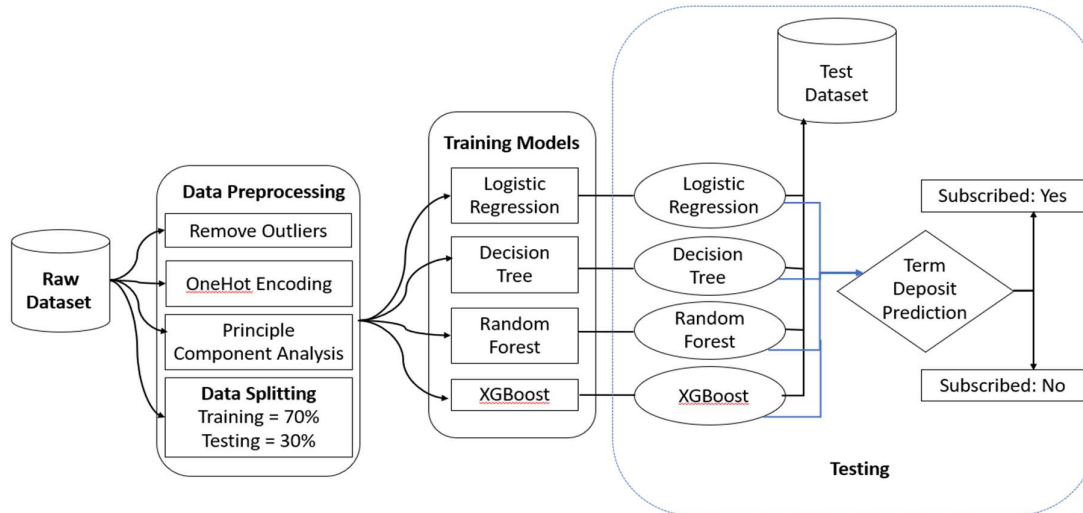 Raw
Dataset
Data Preprocessing
Remove Outliers
OneHot Encoding
Principle
Component Analysis
Data Splitting
Training = 70%
Testing = 30%
Training Models
Logistic
Regression
Decision
Tree
Random
Forest
XGBoost
Test
Dataset
Logistic
Regression
Decision
Tree
Random
Forest
XGBoost
Term
Deposit
Prediction
Subscribed: Yes
Subscribed: No
Testing